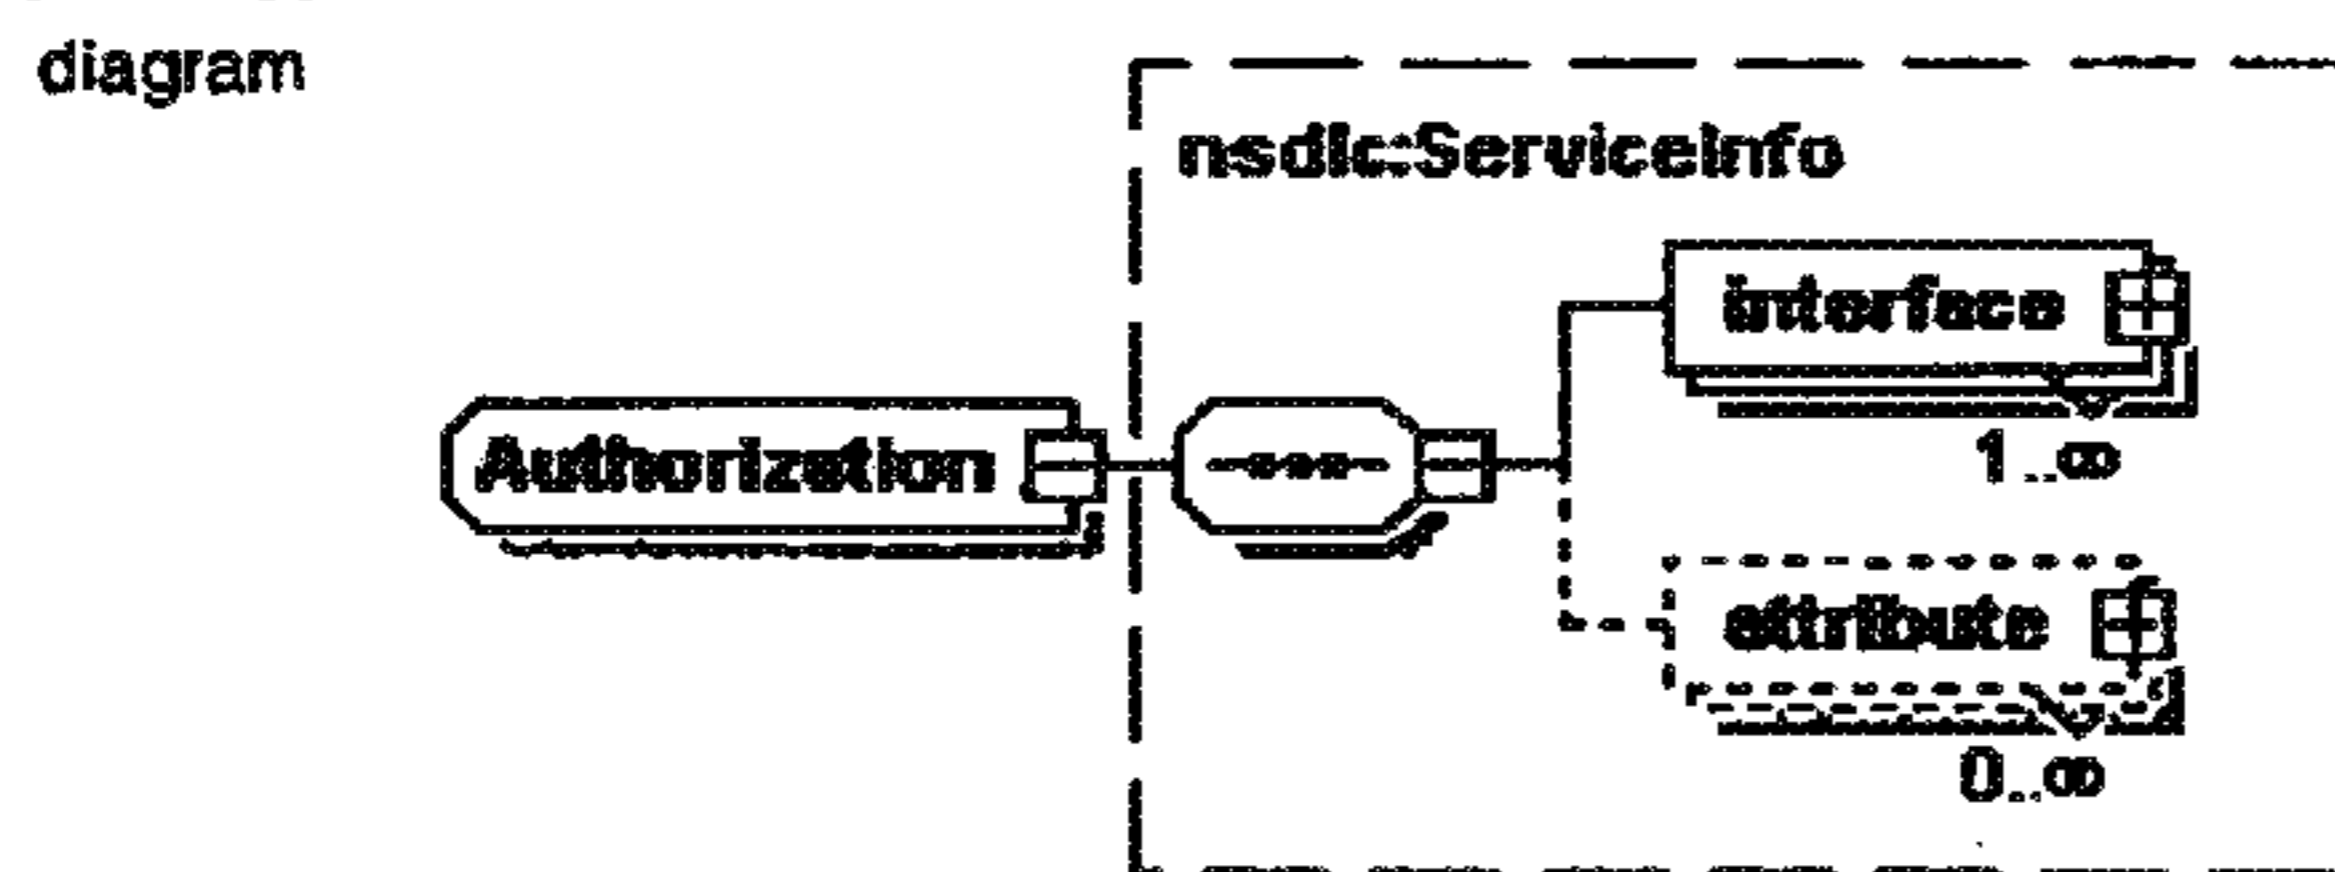 diagram
nsdlc:ServiceInfo
interface
1..∞
Authorization
attribute
0..∞